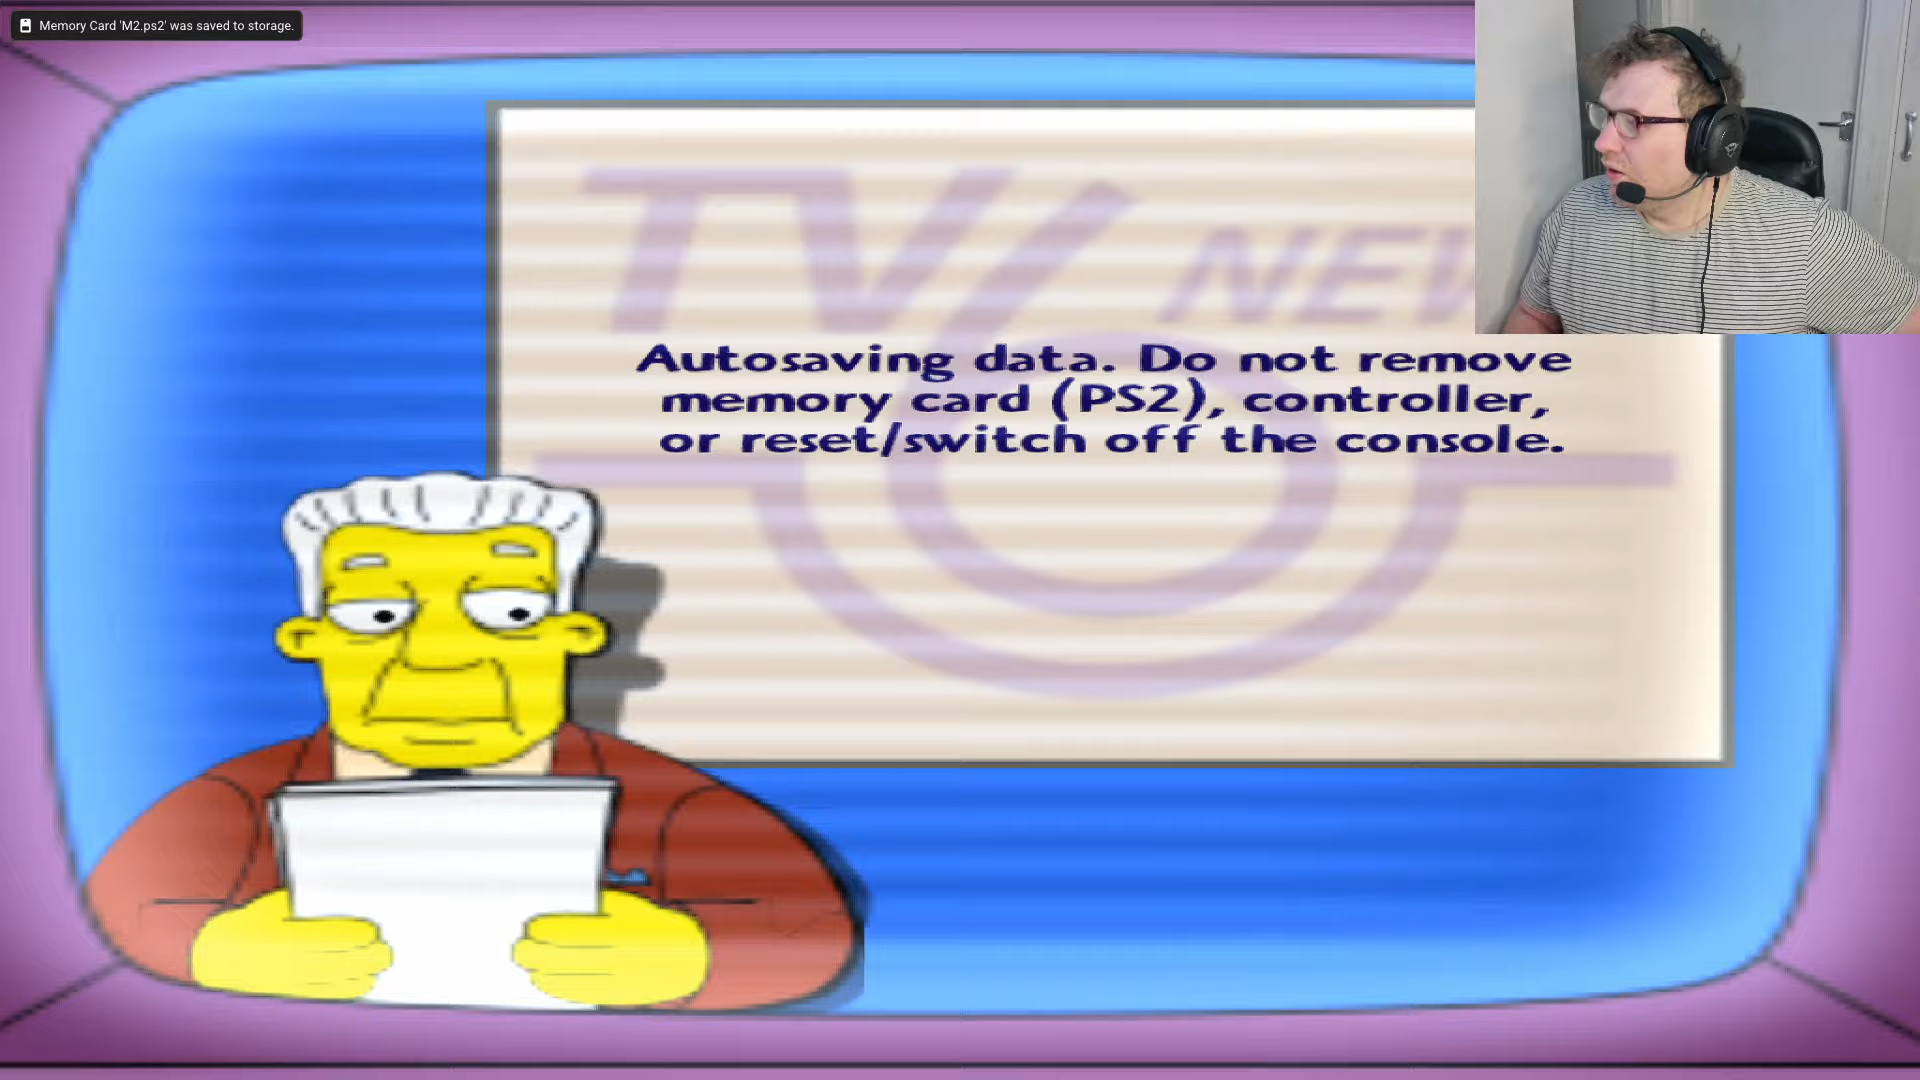 Memory Card 'M2.ps2' was saved to storage.
TV 6 NEW
Autosaving data. Do not remove
memory card (PS2), controller,
or reset/switch off the console.